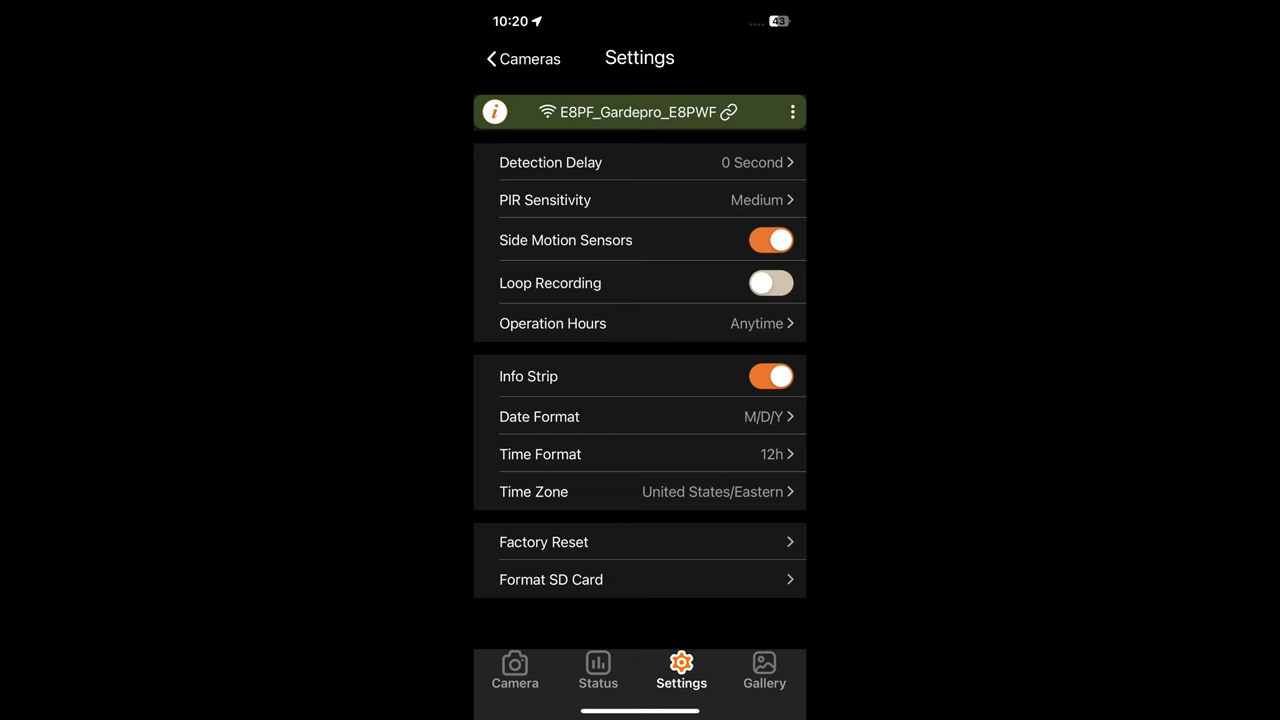 10:20
43
Cameras
Settings
i
E8PF_Gardepro_E8PWF
Detection Delay 0 Second
PIR Sensitivity Medium
Side Motion Sensors
Loop Recording
Operation Hours Anytime
Info Strip
Date Format M/D/Y
Time Format 12h
Time Zone United States/Eastern
Factory Reset
Format SD Card
Camera Status Settings Gallery